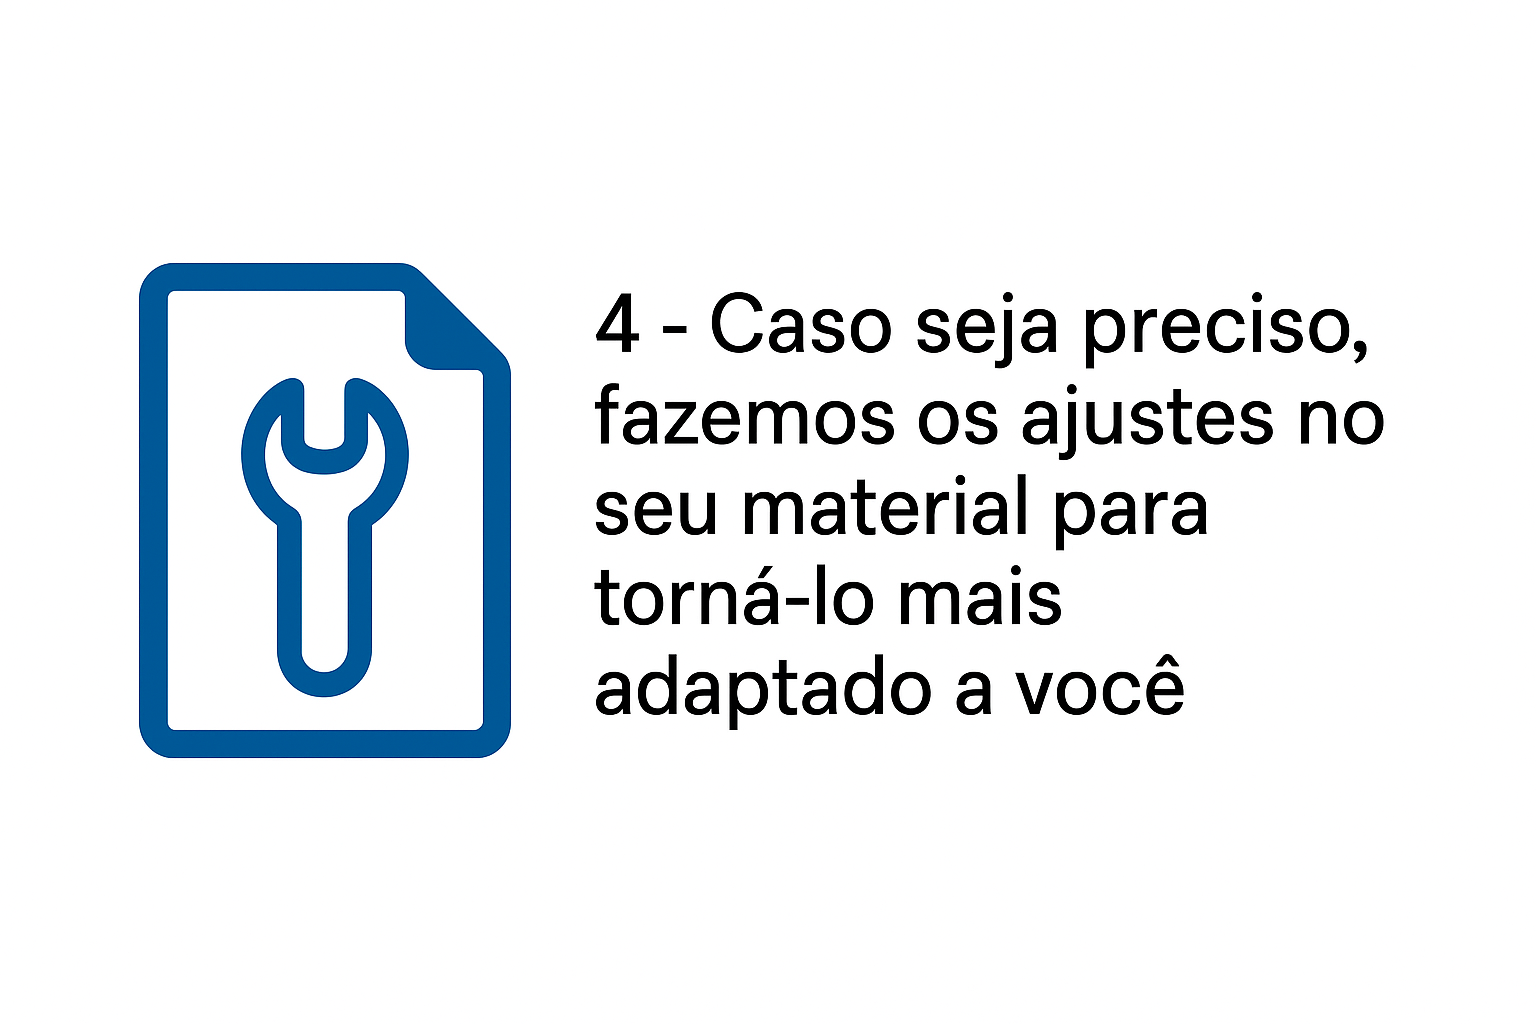 4 - Caso seja preciso,
fazemos os ajustes no
seu material para
torná-lo mais
adaptado a você